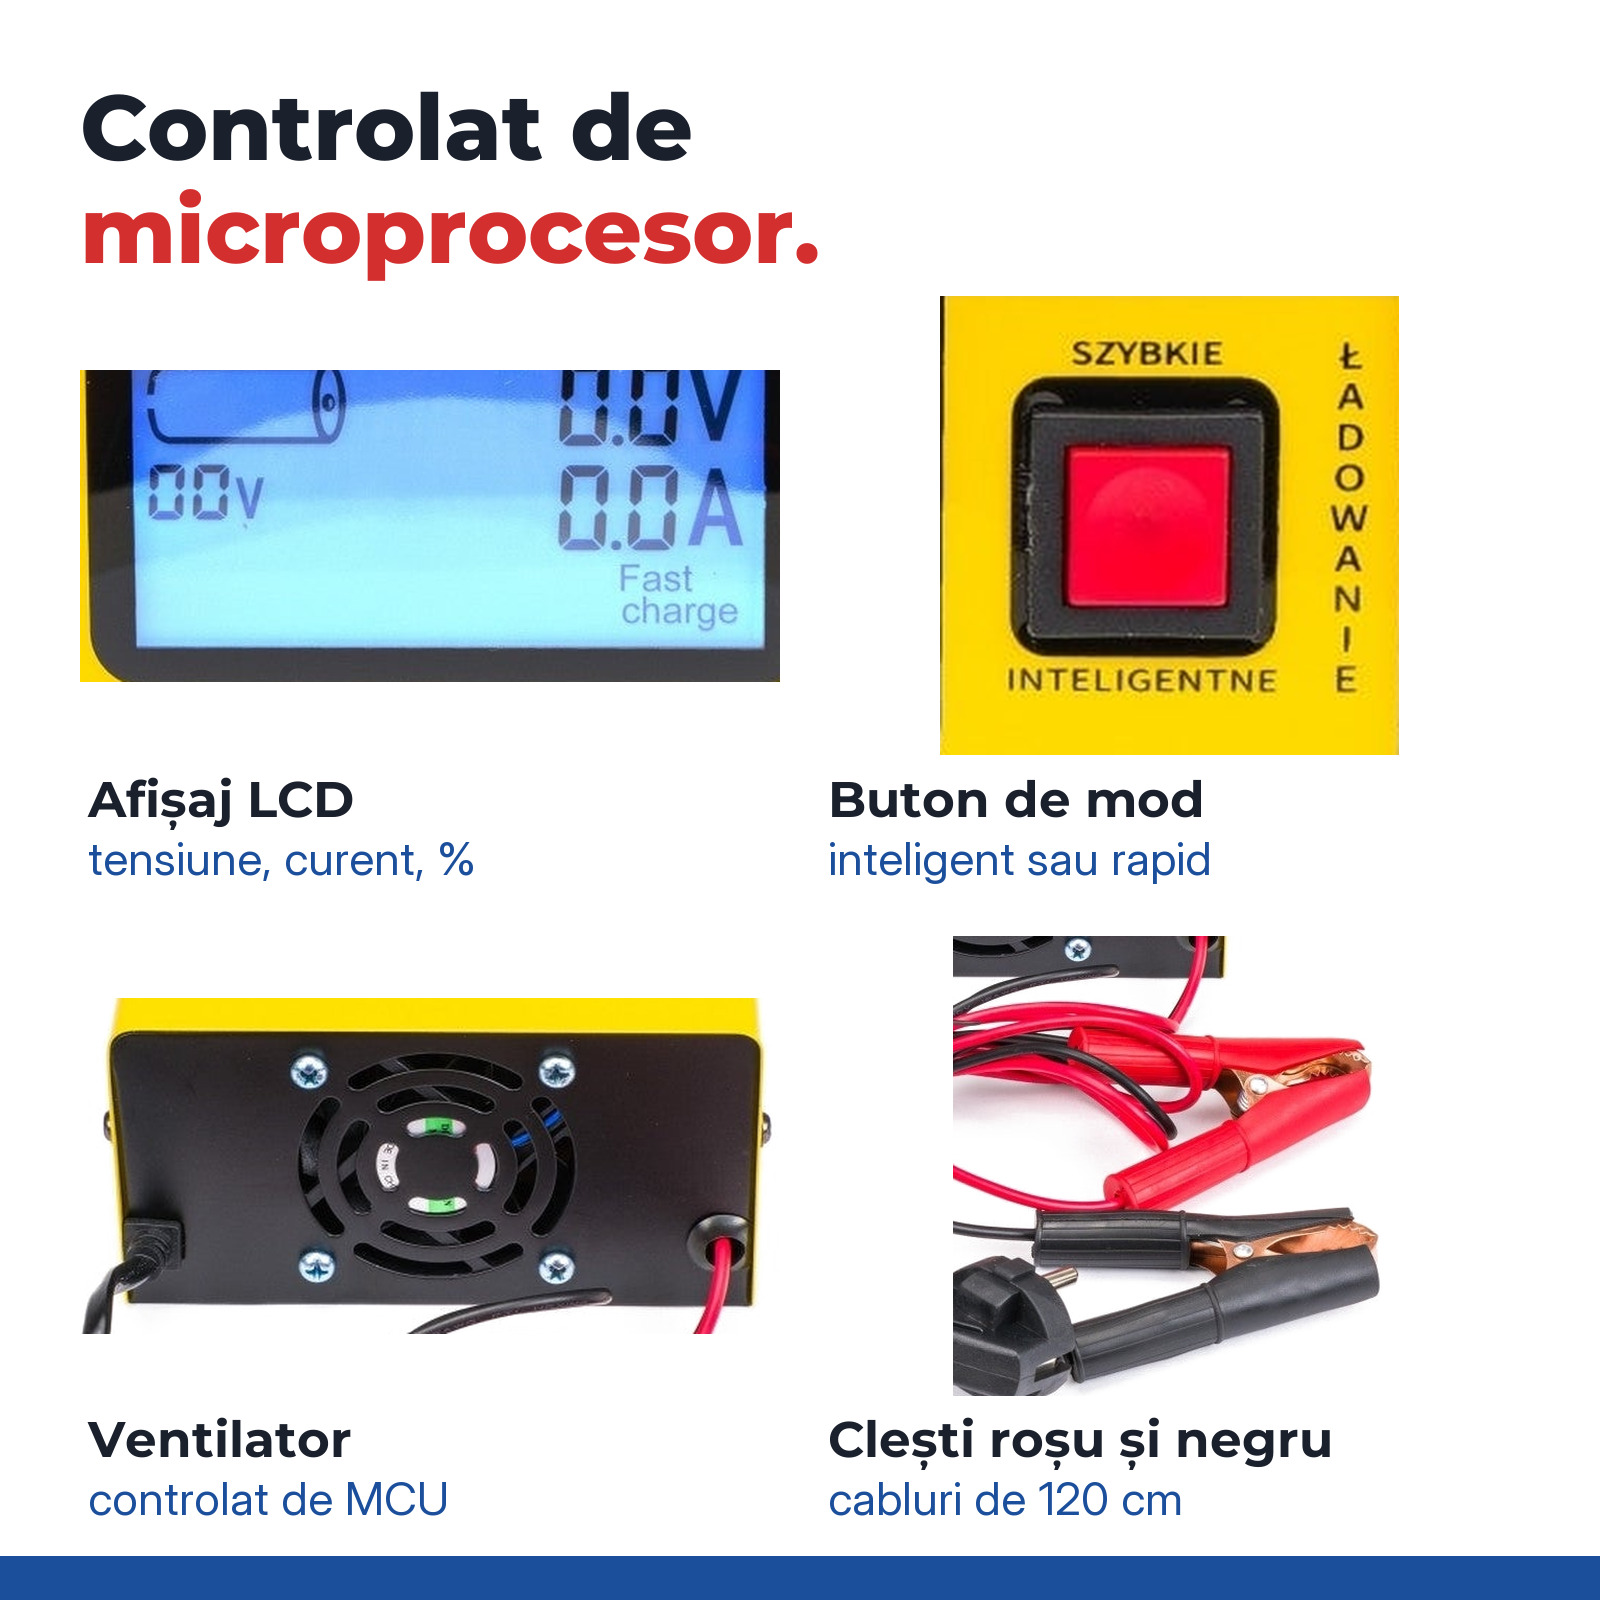 Controlat de
microprocesor.
0.0V
00V
0.0A
Fast
charge
SZYBKIE
ŁADOWANIE
INTELIGENTNE
Afișaj LCD
tensiune, curent, %
Buton de mod
inteligent sau rapid
Ventilator
controlat de MCU
Clești roșu și negru
cabluri de 120 cm